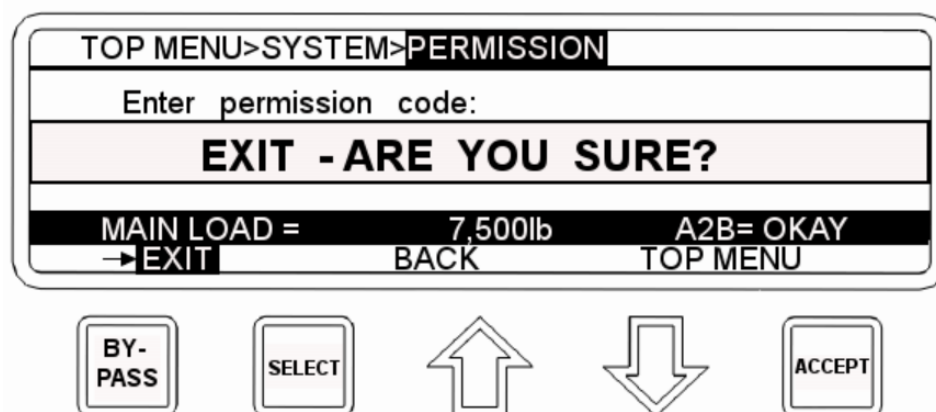 TOP MENU>SYSTEM>PERMISSION
Enter permission code:
EXIT - ARE YOU SURE?
MAIN LOAD = 7,500lb A2B= OKAY
→EXIT BACK TOP MENU
BY-
PASS
SELECT
ACCEPT